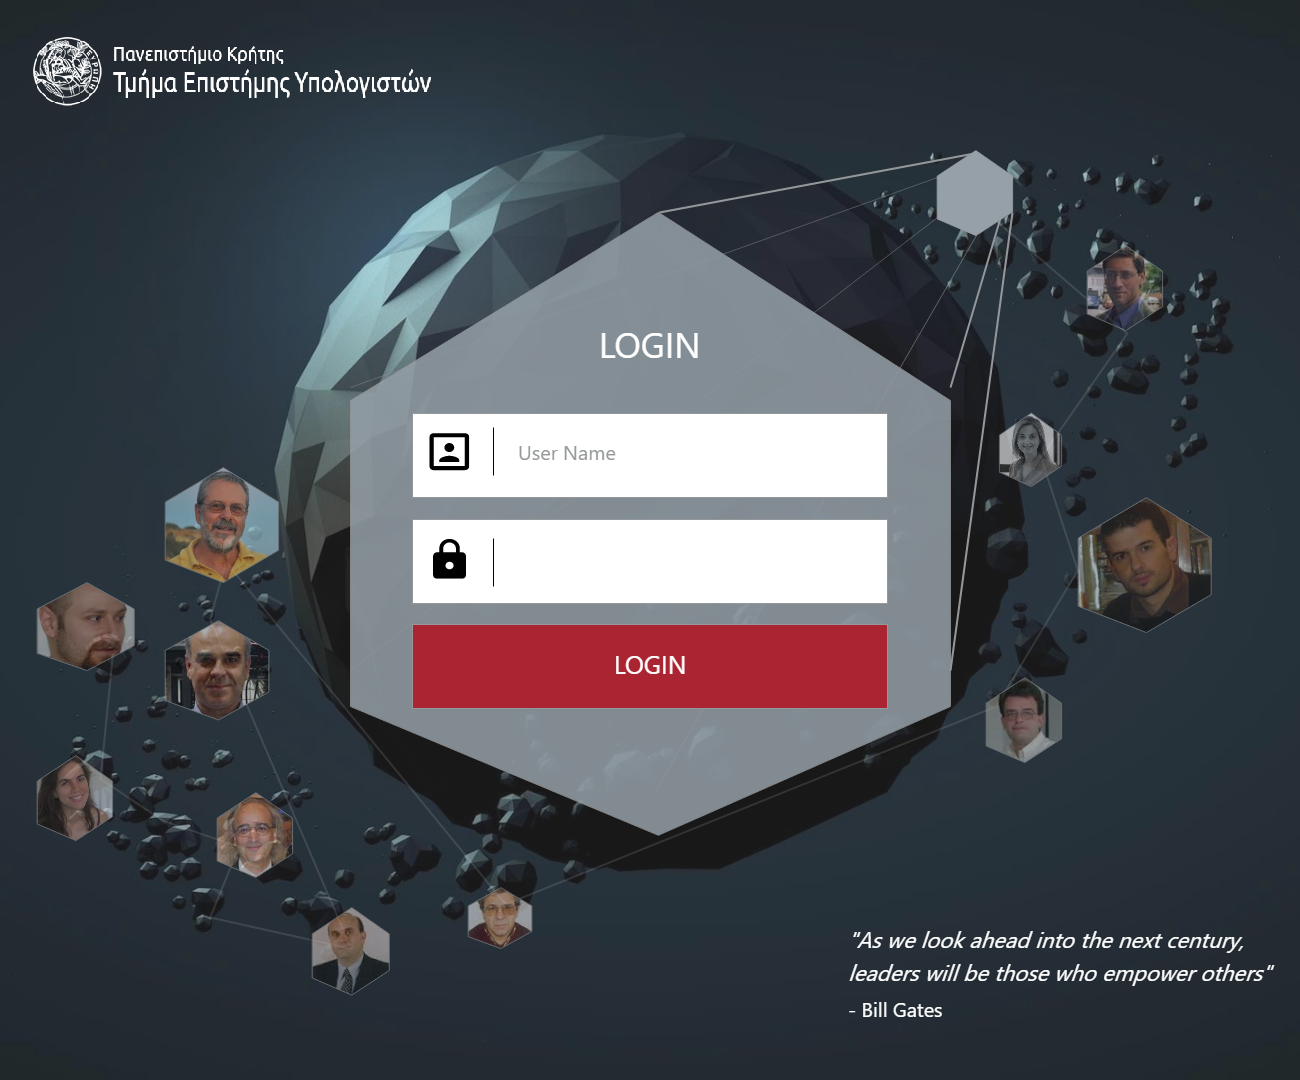 Πανεπιστήμιο Κρήτης
Τμήμα Επιστήμης Υπολογιστών
LOGIN
User Name
LOGIN
"As we look ahead into the next century,
leaders will be those who empower others"
- Bill Gates